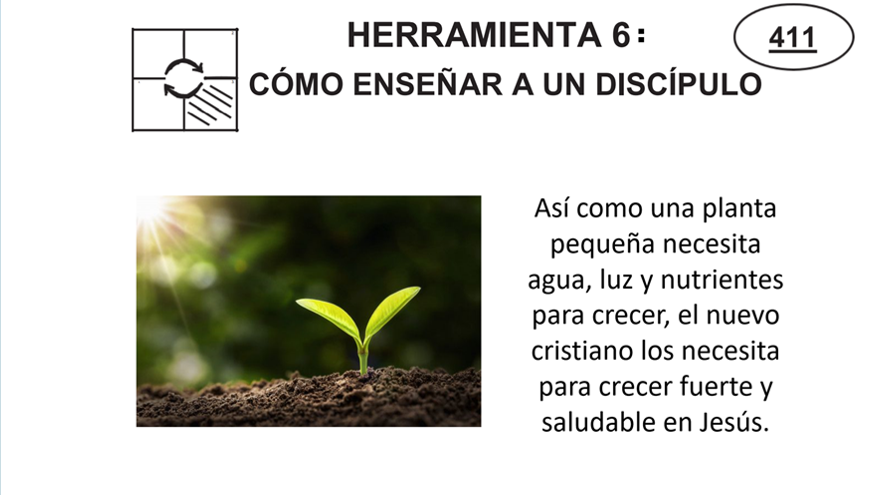 HERRAMIENTA 6:
411
CÓMO ENSEÑAR A UN DISCÍPULO
Así como una planta
pequeña necesita
agua, luz y nutrientes
para crecer, el nuevo
cristiano los necesita
para crecer fuerte y
saludable en Jesús.